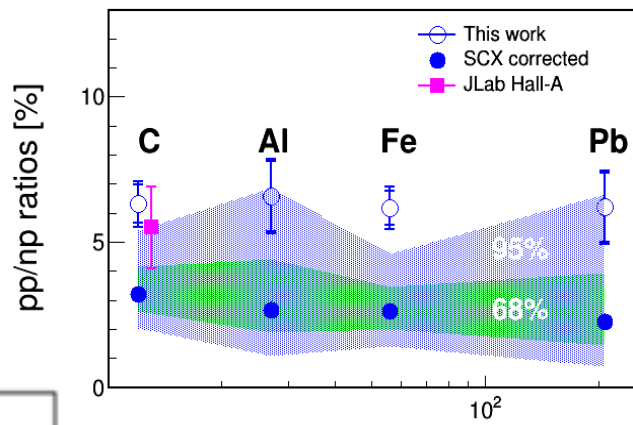 This work
SCX corrected
JLab Hall-A
pp/np ratios [%]
10
C Al Fe Pb
5
95%
68%
0
10²